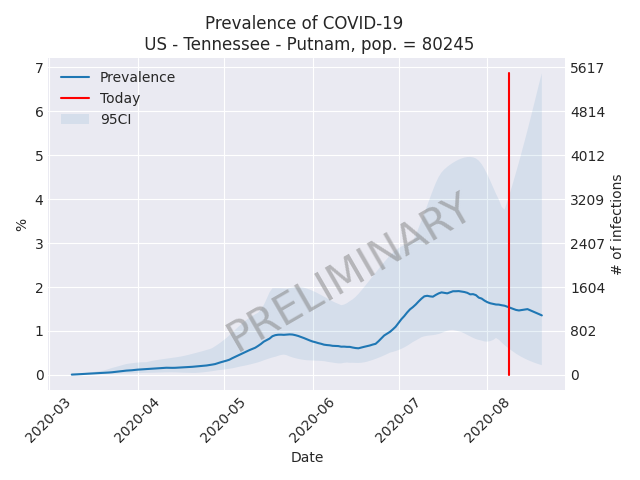 Prevalence of COVID-19
US - Tennessee - Putnam, pop. = 80245
Prevalence
Today
95CI
7
6
5
4
3
2
1
0
%
5617
4814
4012
3209
2407
1604
802
0
# of infections
PRELIMINARY
2020-03
2020-04
2020-05
2020-06
2020-07
2020-08
Date